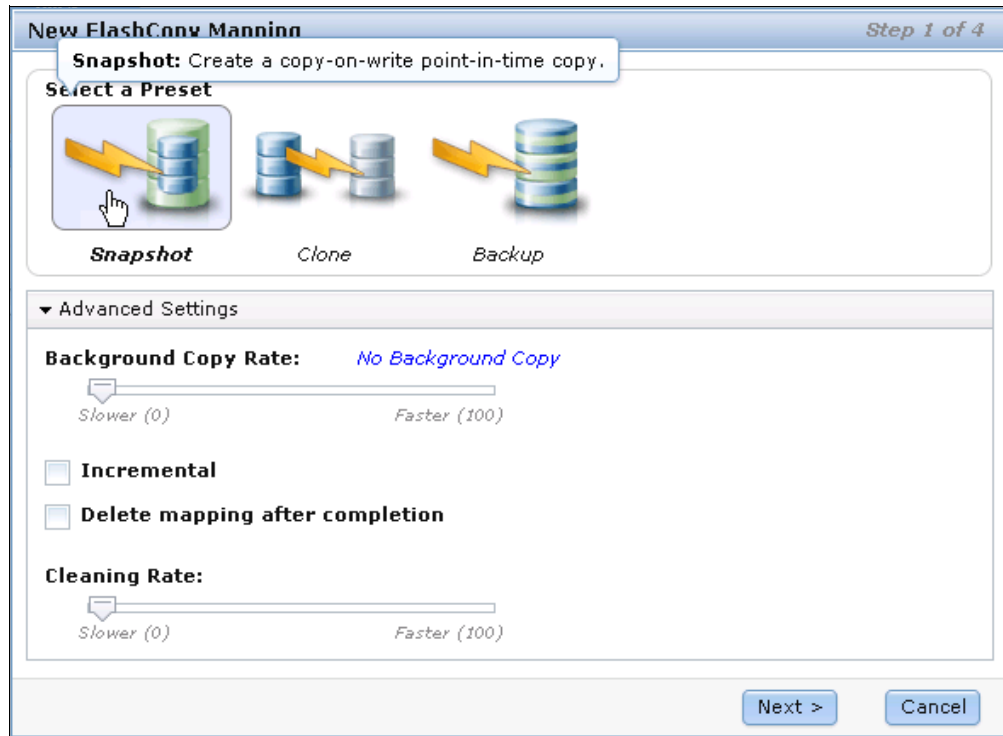 New FlashCopy Mapping
Step 1 of 4
Snapshot: Create a copy-on-write point-in-time copy.
Select a Preset
Snapshot
Clone
Backup
Advanced Settings
Background Copy Rate: No Background Copy
Slower (0) Faster (100)
Incremental
Delete mapping after completion
Cleaning Rate:
Slower (0) Faster (100)
Next >
Cancel